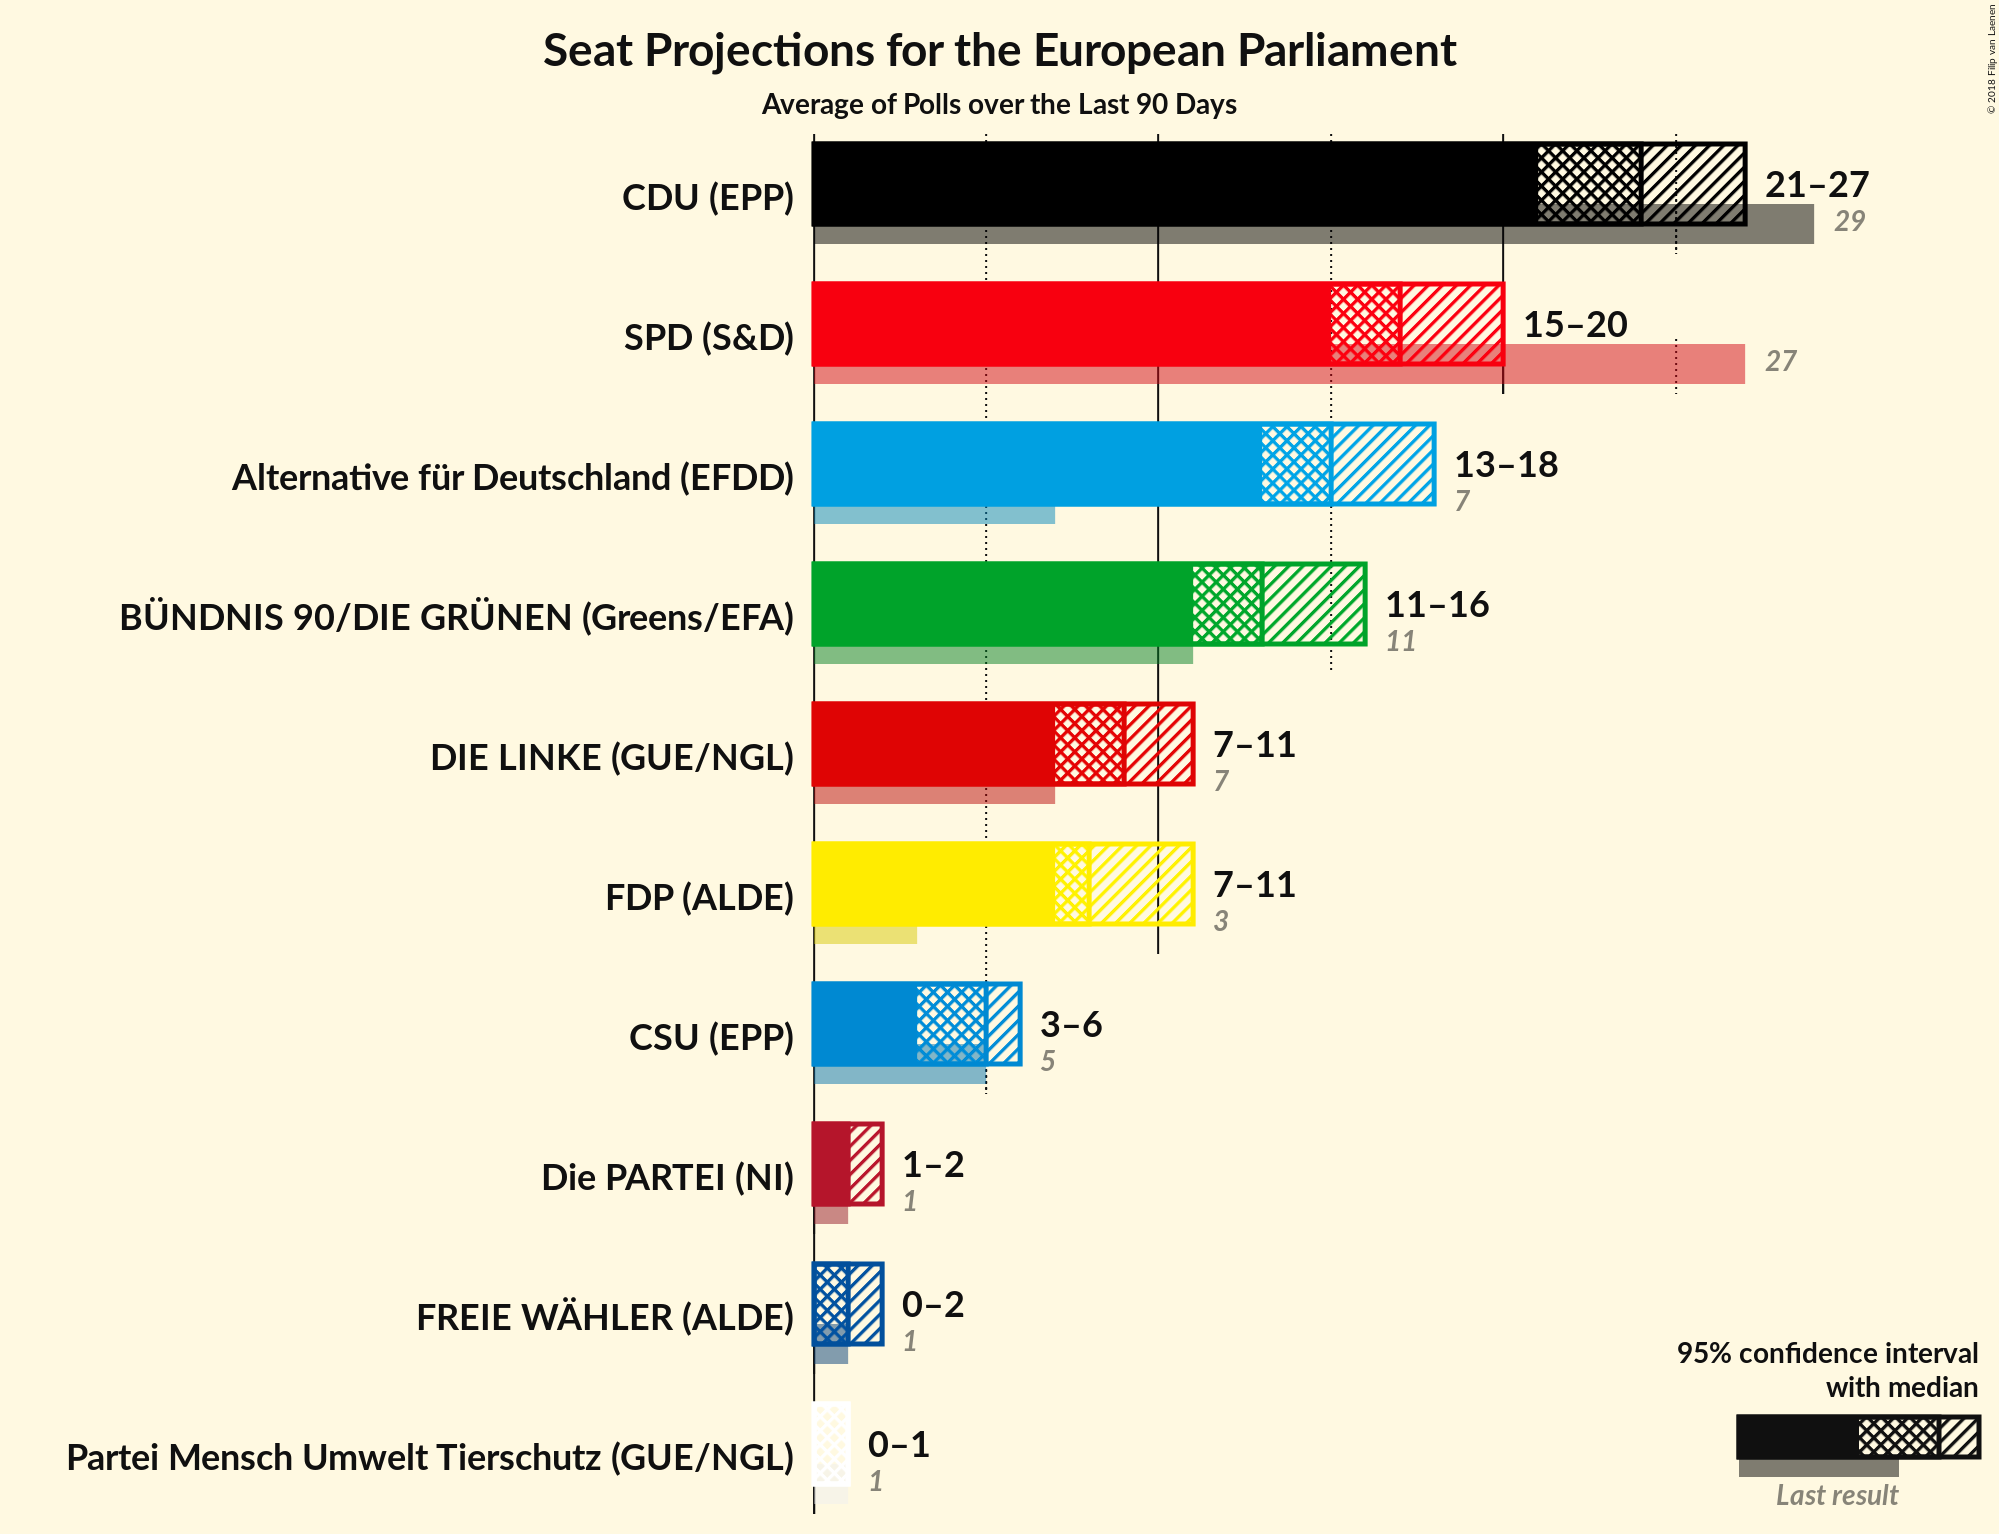 Seat Projections for the European Parliament
Average of Polls over the Last 90 Days
© 2018 Filip van Laenen
CDU (EPP)
21–27
29
SPD (S&D)
15–20
27
Alternative für Deutschland (EFDD)
13–18
7
BÜNDNIS 90/DIE GRÜNEN (Greens/EFA)
11–16
11
DIE LINKE (GUE/NGL)
7–11
7
FDP (ALDE)
7–11
3
CSU (EPP)
3–6
5
Die PARTEI (NI)
1–2
1
FREIE WÄHLER (ALDE)
0–2
1
Partei Mensch Umwelt Tierschutz (GUE/NGL)
0–1
1
95% confidence interval
with median
Last result